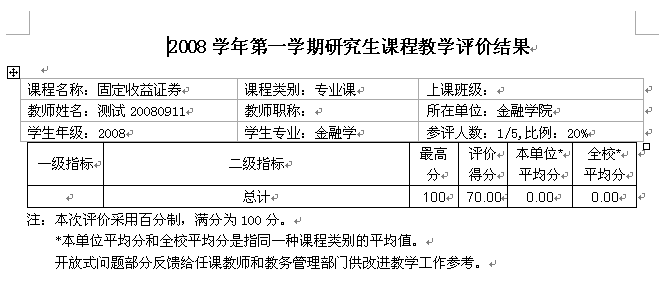 2008 学年第一学期研究生课程教学评价结果
课程名称：固定收益证券 课程类别：专业课 上课班级：
教师姓名：测试 20080911 教师职称： 所在单位：金融学院
学生年级：2008 学生专业：金融学 参评人数：1/5,比例：20%
一级指标 二级指标 最高分 评价得分 本单位*平均分 全校*平均分
总计 100 70.00 0.00 0.00
注：本次评价采用百分制，满分为 100 分。
*本单位平均分和全校平均分是指同一种课程类别的平均值。
开放式问题部分反馈给任课教师和教务管理部门供改进教学工作参考。